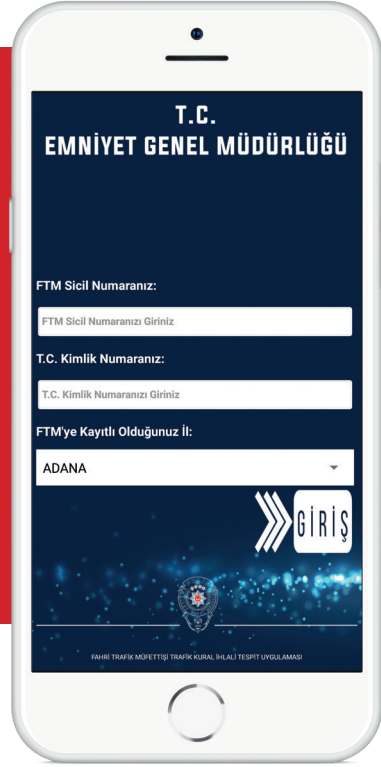 T.C.
EMNİYET GENEL MÜDÜRLÜĞÜ
FTM Sicil Numaranız:
FTM Sicil Numaranızı Giriniz
T.C. Kimlik Numaranız:
T.C. Kimlik Numaranızı Giriniz
FTM'ye Kayıtlı Olduğunuz İl:
ADANA
GİRİŞ
FAHRİ TRAFİK MÜFETTİŞİ TRAFİK KURAL İHLALİ TESPİT UYGULAMASI